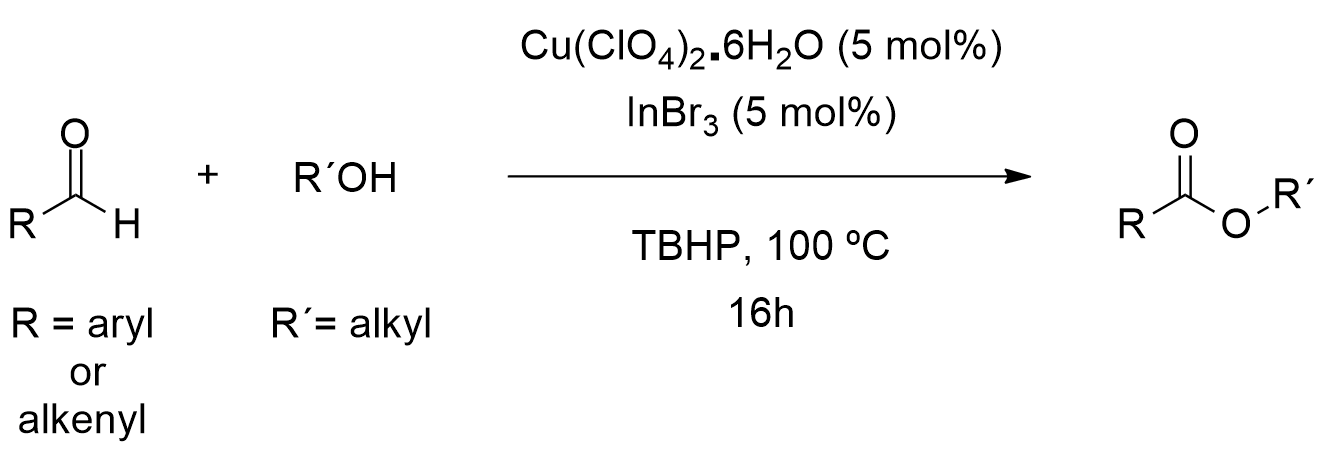 Cu(ClO4)2.6H2O (5 mol%)
InBr3 (5 mol%)
O
R H
+
R´OH
TBHP, 100 ºC
16h
O
R O R´
R = aryl
or
alkenyl
R´= alkyl